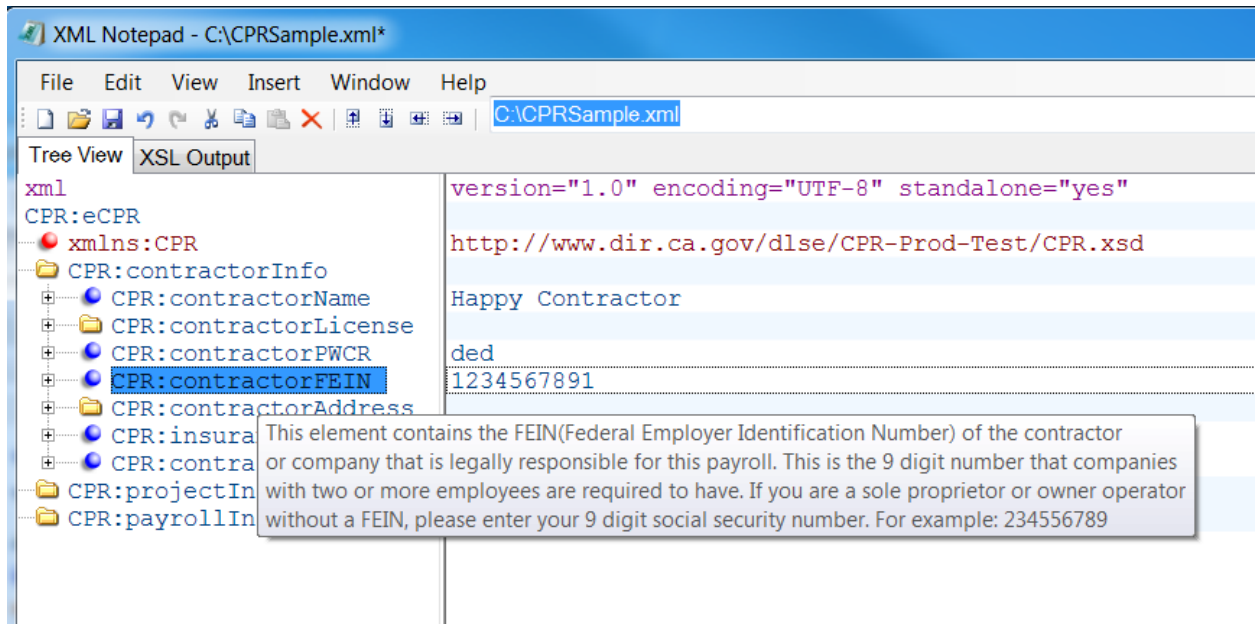 XML Notepad - C:\CPRSample.xml*
File Edit View Insert Window Help
C:\CPRSample.xml
Tree View XSL Output
xml version="1.0" encoding="UTF-8" standalone="yes"
CPR:eCPR
xmlns:CPR http://www.dir.ca.gov/dlse/CPR-Prod-Test/CPR.xsd
CPR:contractorInfo
CPR:contractorName Happy Contractor
CPR:contractorLicense
CPR:contractorPWCR ded
CPR:contractorFEIN 1234567891
CPR:contractorAddress
CPR:insura
CPR:contra
CPR:projectIn
CPR:payrollIn
This element contains the FEIN(Federal Employer Identification Number) of the contractor
or company that is legally responsible for this payroll. This is the 9 digit number that companies
with two or more employees are required to have. If you are a sole proprietor or owner operator
without a FEIN, please enter your 9 digit social security number. For example: 234556789